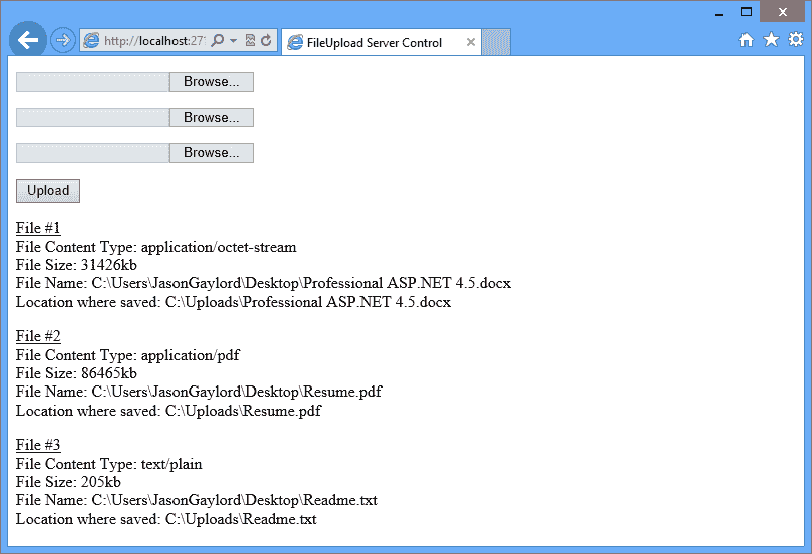 http://localhost:271
FileUpload Server Control
Browse...
Browse...
Browse...
Upload
File #1
File Content Type: application/octet-stream
File Size: 31426kb
File Name: C:\Users\JasonGaylord\Desktop\Professional ASP.NET 4.5.docx
Location where saved: C:\Uploads\Professional ASP.NET 4.5.docx
File #2
File Content Type: application/pdf
File Size: 86465kb
File Name: C:\Users\JasonGaylord\Desktop\Resume.pdf
Location where saved: C:\Uploads\Resume.pdf
File #3
File Content Type: text/plain
File Size: 205kb
File Name: C:\Users\JasonGaylord\Desktop\Readme.txt
Location where saved: C:\Uploads\Readme.txt